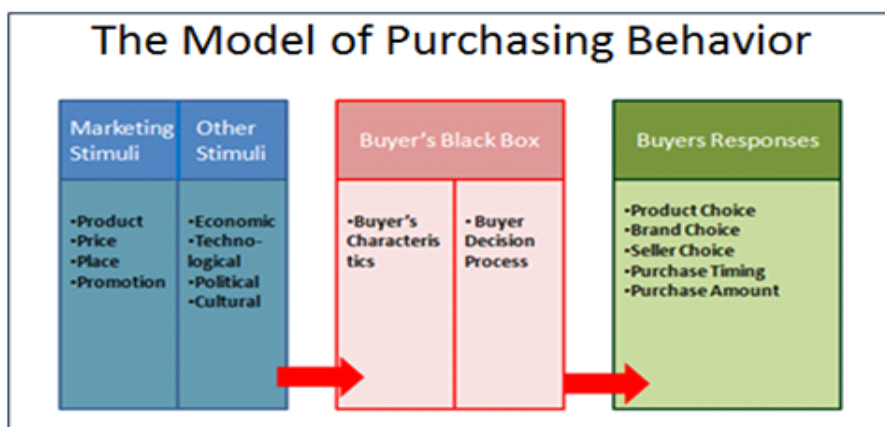 The Model of Purchasing Behavior
Marketing
Stimuli
Other
Stimuli
•Product
•Price
•Place
•Promotion
•Economic
•Techno-
logical
•Political
•Cultural
Buyer's Black Box
•Buyer's
Characteris
tics
• Buyer
Decision
Process
Buyers Responses
•Product Choice
•Brand Choice
•Seller Choice
•Purchase Timing
•Purchase Amount